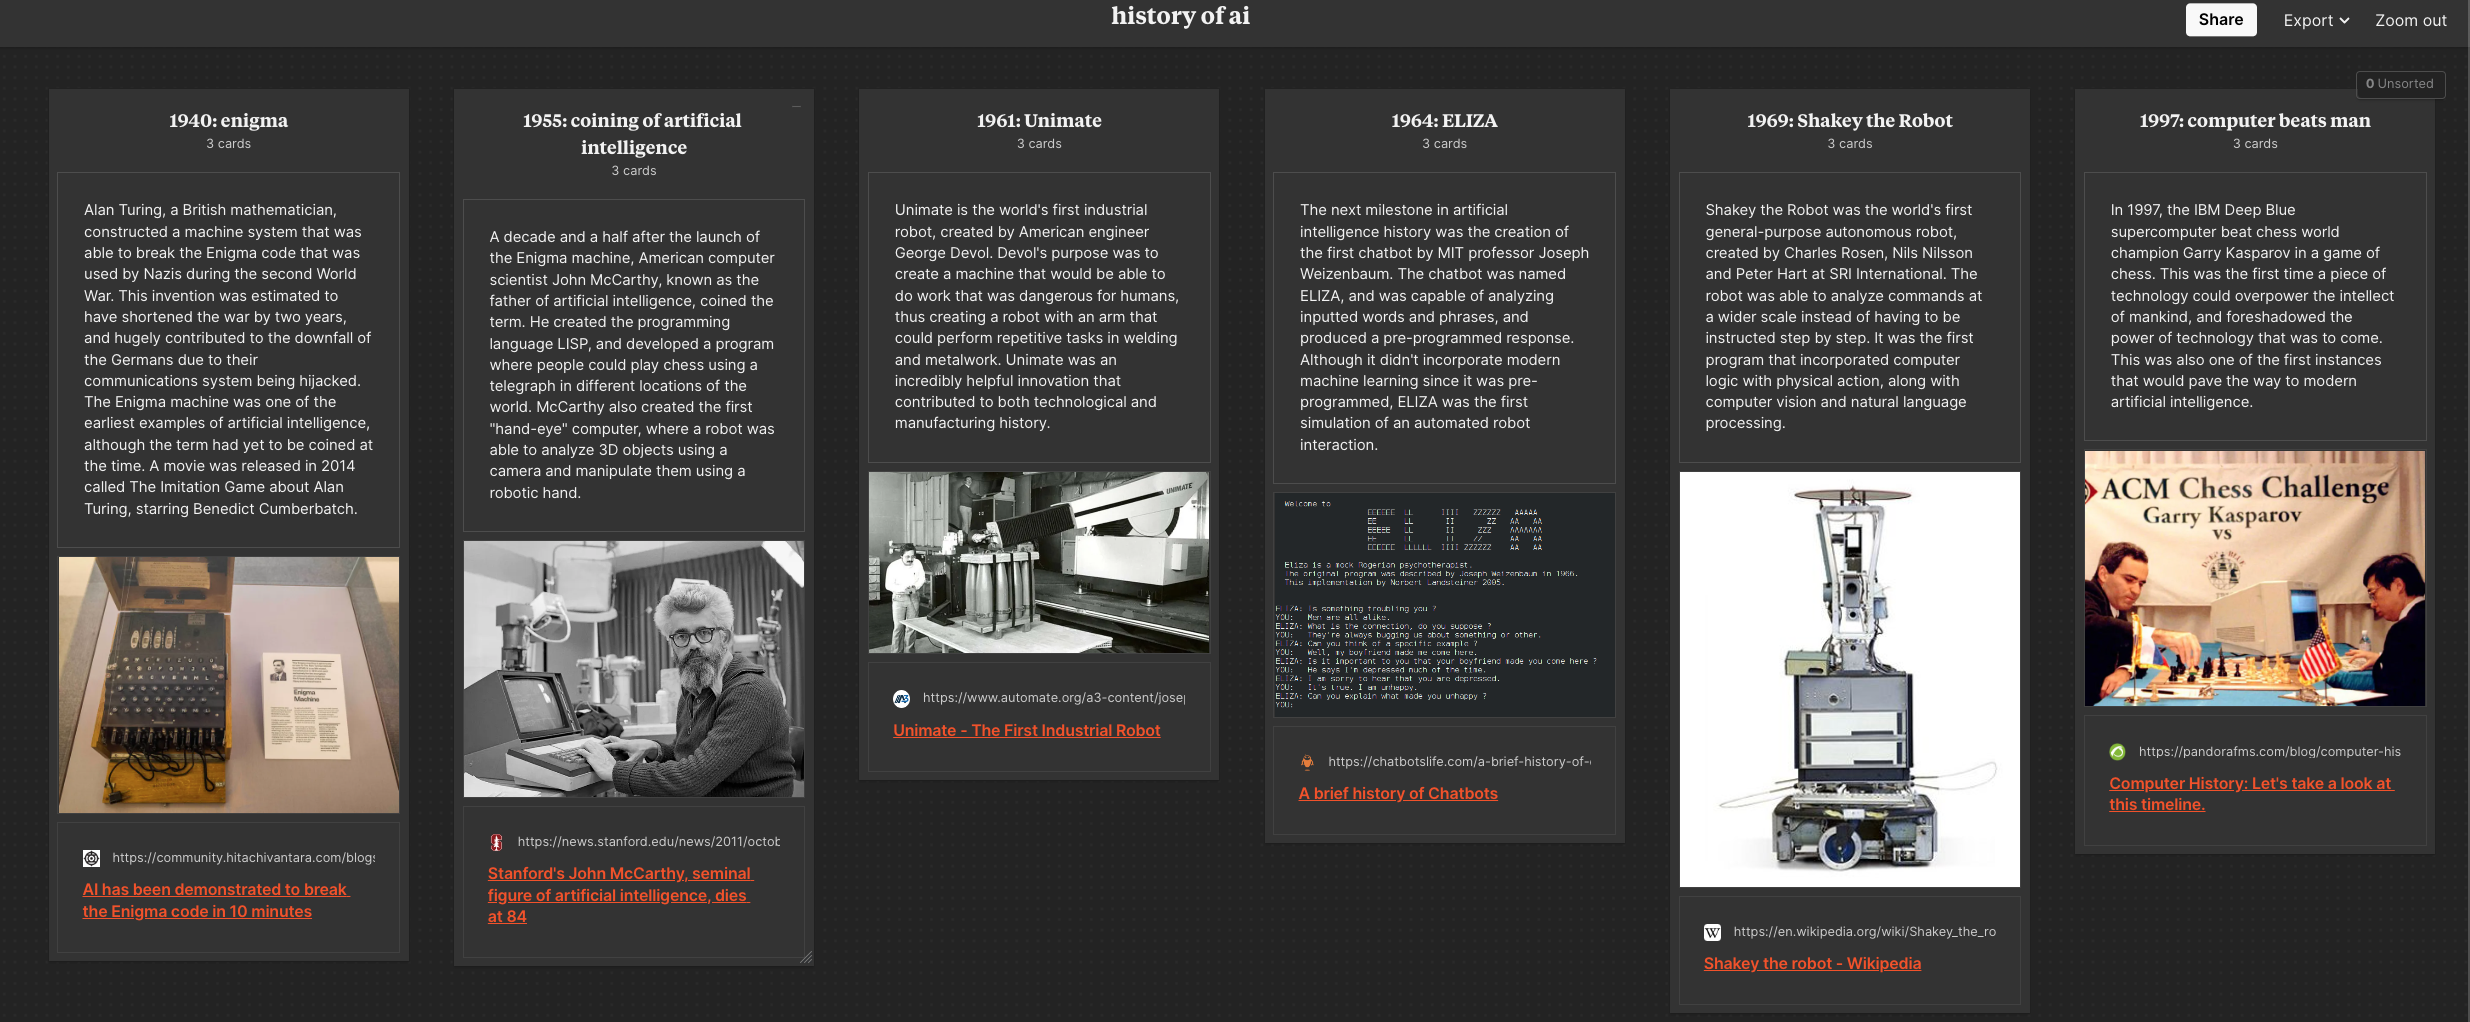 history of ai
Share
Export
Zoom out
0 Unsorted
1940: enigma
3 cards
Alan Turing, a British mathematician,
constructed a machine system that was
able to break the Enigma code that was
used by Nazis during the second World
War. This invention was estimated to
have shortened the war by two years,
and hugely contributed to the downfall of
the Germans due to their
communications system being hijacked.
The Enigma machine was one of the
earliest examples of artificial intelligence,
although the term had yet to be coined at
the time. A movie was released in 2014
called The Imitation Game about Alan
Turing, starring Benedict Cumberbatch.
Enigma
Machine
https://community.hitachivantara.com/blogs
AI has been demonstrated to break
the Enigma code in 10 minutes
1955: coining of artificial
intelligence
3 cards
A decade and a half after the launch of
the Enigma machine, American computer
scientist John McCarthy, known as the
father of artificial intelligence, coined the
term. He created the programming
language LISP, and developed a program
where people could play chess using a
telegraph in different locations of the
world. McCarthy also created the first
"hand-eye" computer, where a robot was
able to analyze 3D objects using a
camera and manipulate them using a
robotic hand.
https://news.stanford.edu/news/2011/octob
Stanford's John McCarthy, seminal
figure of artificial intelligence, dies
at 84
1961: Unimate
3 cards
Unimate is the world's first industrial
robot, created by American engineer
George Devol. Devol's purpose was to
create a machine that would be able to
do work that was dangerous for humans,
thus creating a robot with an arm that
could perform repetitive tasks in welding
and metalwork. Unimate was an
incredibly helpful innovation that
contributed to both technological and
manufacturing history.
UNIMATE
https://www.automate.org/a3-content/josep
Unimate - The First Industrial Robot
1964: ELIZA
3 cards
The next milestone in artificial
intelligence history was the creation of
the first chatbot by MIT professor Joseph
Weizenbaum. The chatbot was named
ELIZA, and was capable of analyzing
inputted words and phrases, and
produced a pre-programmed response.
Although it didn't incorporate modern
machine learning since it was pre-
programmed, ELIZA was the first
simulation of an automated robot
interaction.
Welcome to
ELIZA
Eliza is a mock Rogerian psychotherapist.
The original program was described by Joseph Weizenbaum in 1966.
This implementation by Norbert Landsteiner 2005.
ELIZA: Is something troubling you ?
YOU: Men are all alike.
ELIZA: What is the connection, do you suppose ?
YOU: They're always bugging us about something or other.
ELIZA: Can you think of a specific example ?
YOU: Well, my boyfriend made me come here.
ELIZA: Is it important to you that your boyfriend made you come here ?
YOU: He says I'm depressed much of the time.
ELIZA: I am sorry to hear that you are depressed.
YOU: It's true. I am unhappy.
ELIZA: Can you explain what made you unhappy ?
YOU:
https://chatbotslife.com/a-brief-history-of-
A brief history of Chatbots
1969: Shakey the Robot
3 cards
Shakey the Robot was the world's first
general-purpose autonomous robot,
created by Charles Rosen, Nils Nilsson
and Peter Hart at SRI International. The
robot was able to analyze commands at
a wider scale instead of having to be
instructed step by step. It was the first
program that incorporated computer
logic with physical action, along with
computer vision and natural language
processing.
W
https://en.wikipedia.org/wiki/Shakey_the_ro
Shakey the robot - Wikipedia
1997: computer beats man
3 cards
In 1997, the IBM Deep Blue
supercomputer beat chess world
champion Garry Kasparov in a game of
chess. This was the first time a piece of
technology could overpower the intellect
of mankind, and foreshadowed the
power of technology that was to come.
This was also one of the first instances
that would pave the way to modern
artificial intelligence.
ACM Chess Challenge
Garry Kasparov
vs
https://pandorafms.com/blog/computer-his
Computer History: Let's take a look at
this timeline.